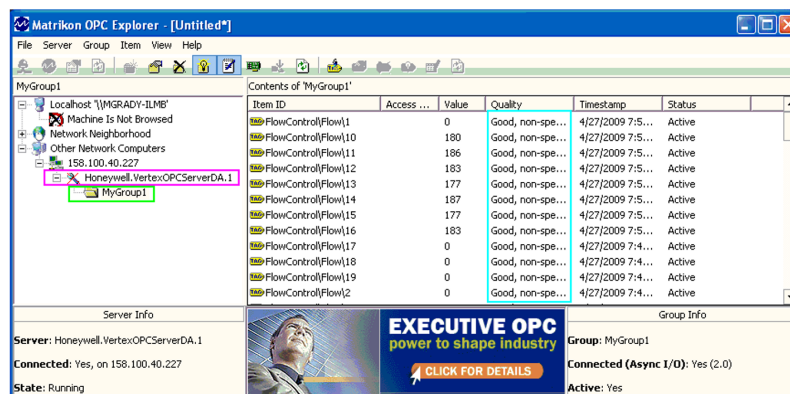 Matrikon OPC Explorer - [Untitled*]
File Server Group Item View Help
MyGroup1
Contents of 'MyGroup1'
Localhost '\\MGRADY-ILMB'
Machine Is Not Browsed
Network Neighborhood
Other Network Computers
158.100.40.227
Honeywell.VertexOPCServerDA.1
MyGroup1
Item ID Access ... Value Quality Timestamp Status
FlowControl\Flow\1 0 Good, non-spe... 4/27/2009 7:5... Active
FlowControl\Flow\10 180 Good, non-spe... 4/27/2009 7:5... Active
FlowControl\Flow\11 186 Good, non-spe... 4/27/2009 7:5... Active
FlowControl\Flow\12 183 Good, non-spe... 4/27/2009 7:5... Active
FlowControl\Flow\13 177 Good, non-spe... 4/27/2009 7:5... Active
FlowControl\Flow\14 187 Good, non-spe... 4/27/2009 7:5... Active
FlowControl\Flow\15 177 Good, non-spe... 4/27/2009 7:5... Active
FlowControl\Flow\16 183 Good, non-spe... 4/27/2009 7:5... Active
FlowControl\Flow\17 0 Good, non-spe... 4/27/2009 7:4... Active
FlowControl\Flow\18 0 Good, non-spe... 4/27/2009 7:4... Active
FlowControl\Flow\19 0 Good, non-spe... 4/27/2009 7:4... Active
FlowControl\Flow\2 0 Good, non-spe... 4/27/2009 7:4... Active
Server Info
Server: Honeywell.VertexOPCServerDA.1
Connected: Yes, on 158.100.40.227
State: Running
EXECUTIVE OPC
power to shape industry
CLICK FOR DETAILS
Group Info
Group: MyGroup1
Connected (Async I/O): Yes (2.0)
Active: Yes